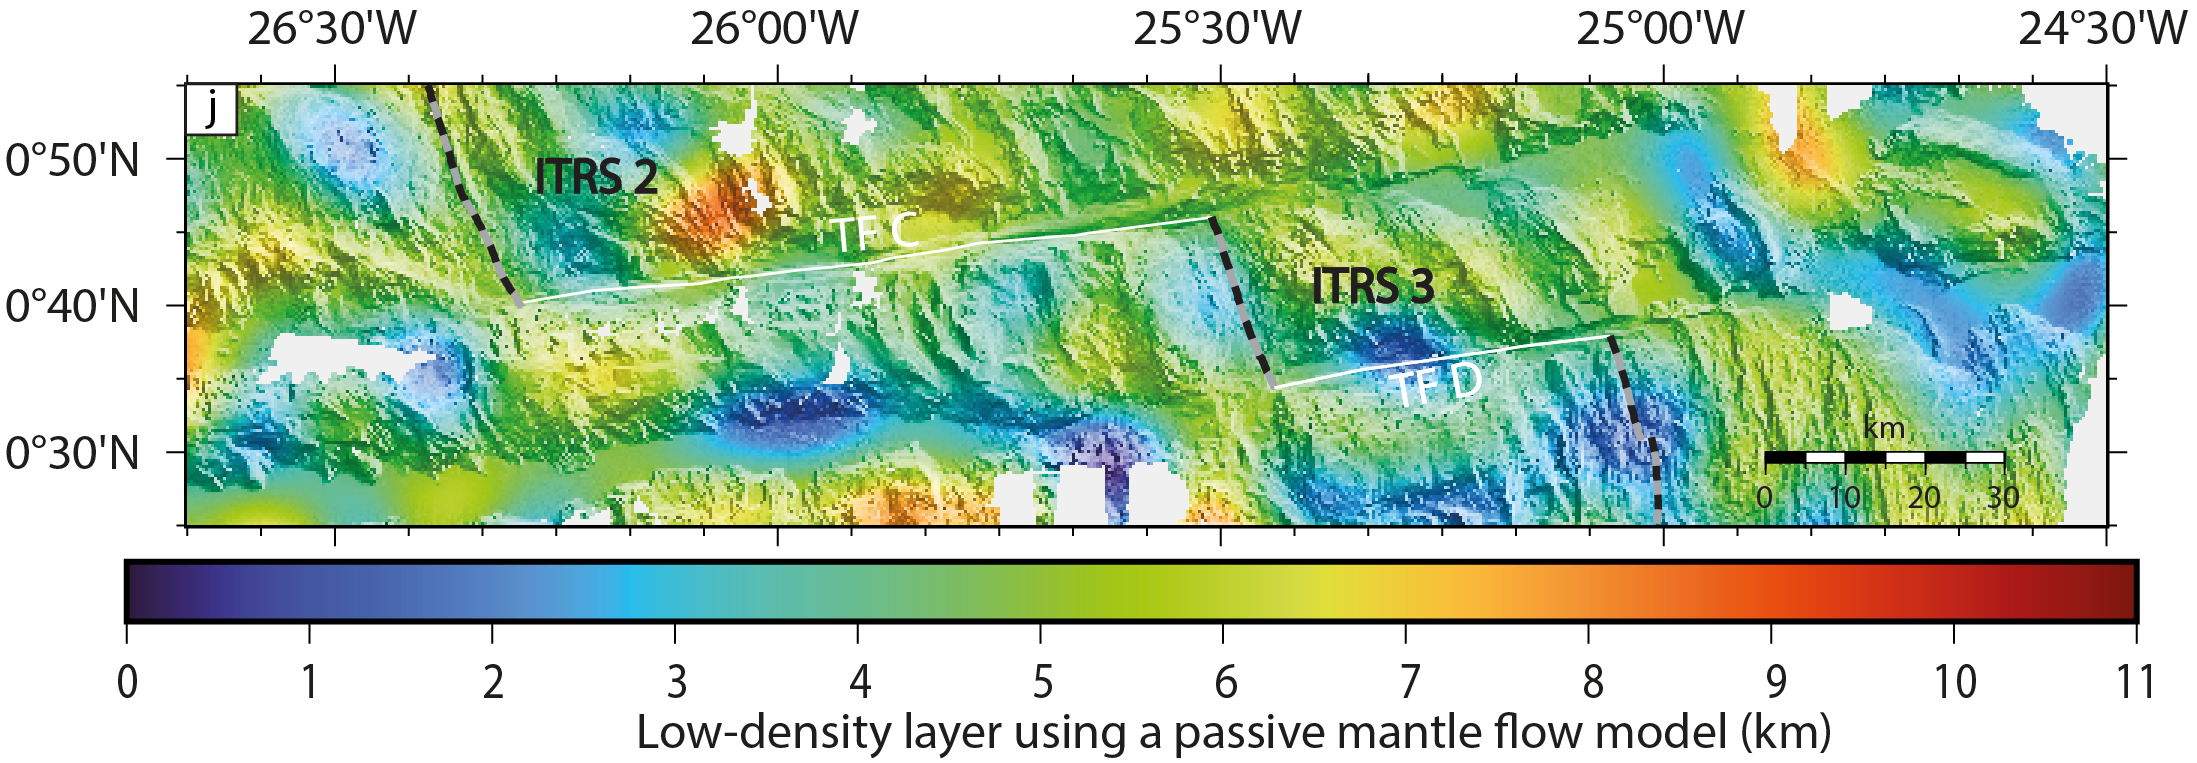 26°30'W 26°00'W 25°30'W 25°00'W 24°30'W
j
0°50'N
ITRS 2
TF C
ITRS 3
0°40'N
TF D
0°30'N
km
0 10 20 30
0 1 2 3 4 5 6 7 8 9 10 11
Low-density layer using a passive mantle flow model (km)